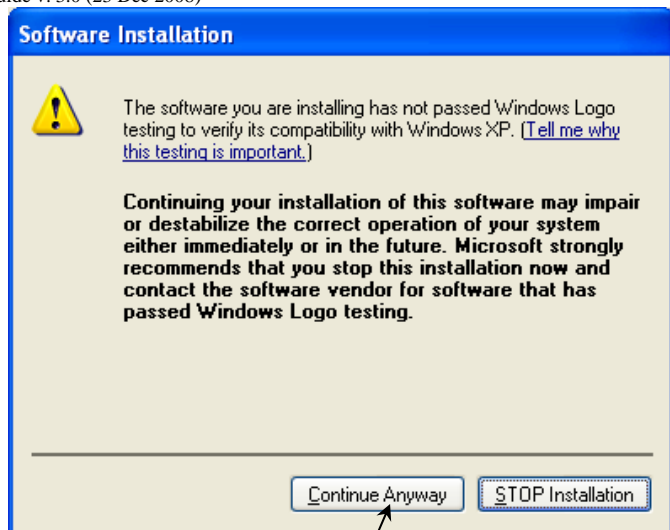 (23 Dec 2008)
Software Installation
The software you are installing has not passed Windows Logo
testing to verify its compatibility with Windows XP. (Tell me why
this testing is important.)
Continuing your installation of this software may impair
or destabilize the correct operation of your system
either immediately or in the future. Microsoft strongly
recommends that you stop this installation now and
contact the software vendor for software that has
passed Windows Logo testing.
Continue Anyway STOP Installation